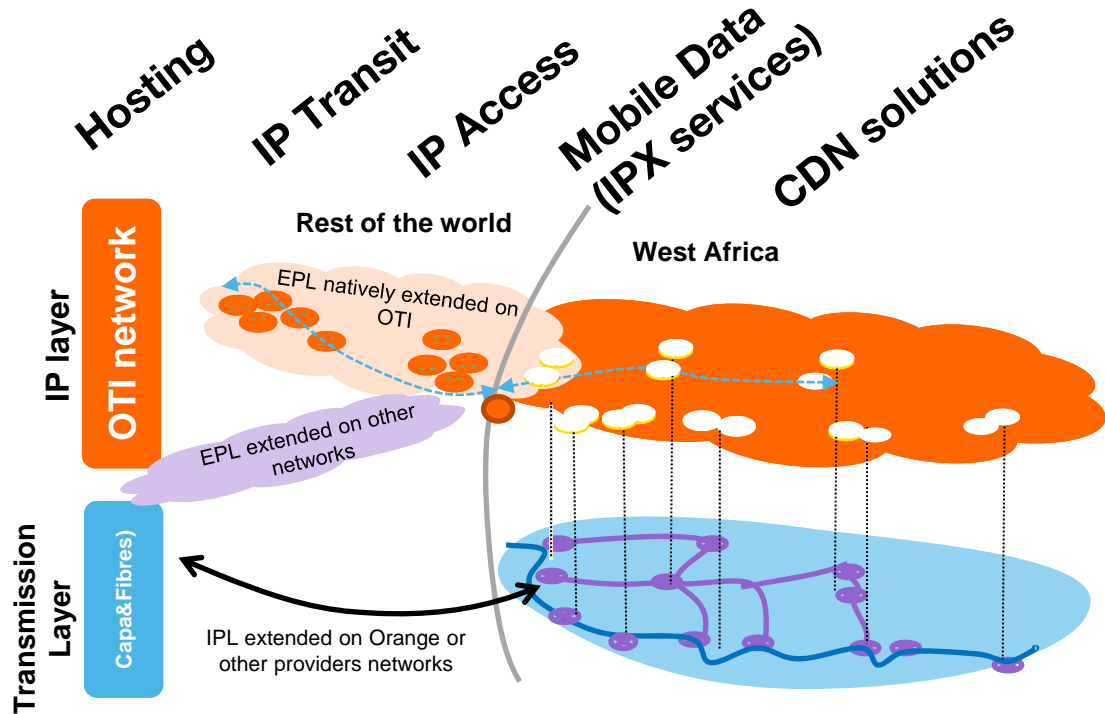 Hosting
IP Transit
IP Access
Mobile Data
(IPX services)
CDN solutions
Rest of the world
West Africa
IP layer
OTI network
EPL natively extended on
OTI
EPL extended on other
networks
Transmission
Layer
Capa&Fibres)
IPL extended on Orange or
other providers networks